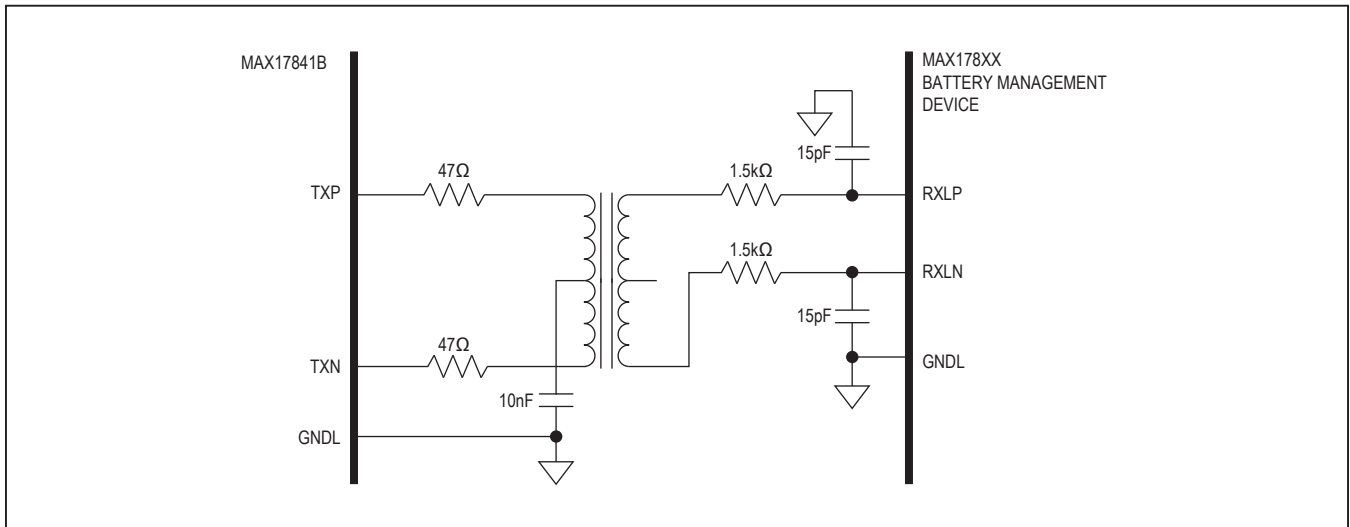 MAX17841B
MAX178XX
BATTERY MANAGEMENT
DEVICE
15pF
47Ω
1.5kΩ
TXP
RXLP
1.5kΩ
RXLN
15pF
47Ω
TXN
GNDL
10nF
GNDL